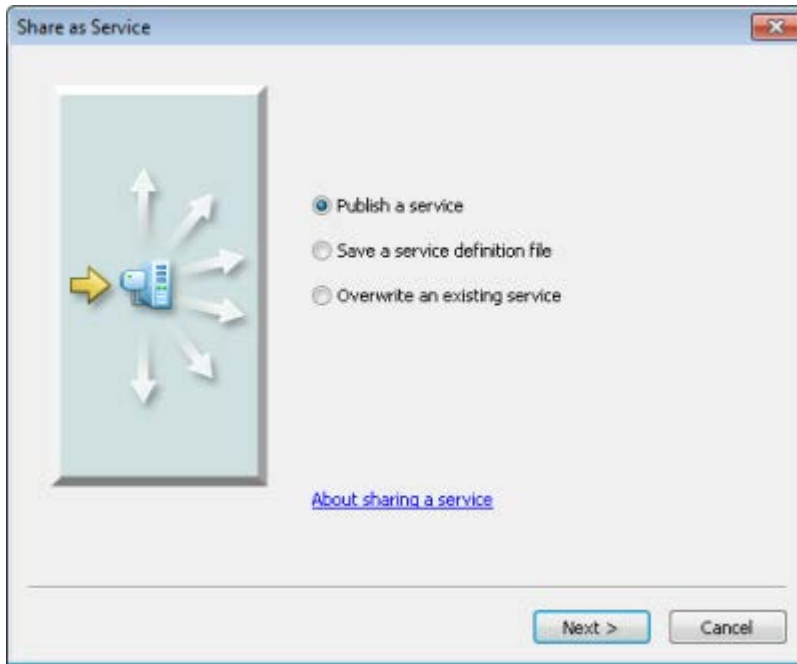 Share as Service
Publish a service
Save a service definition file
Overwrite an existing service
About sharing a service
Next >
Cancel